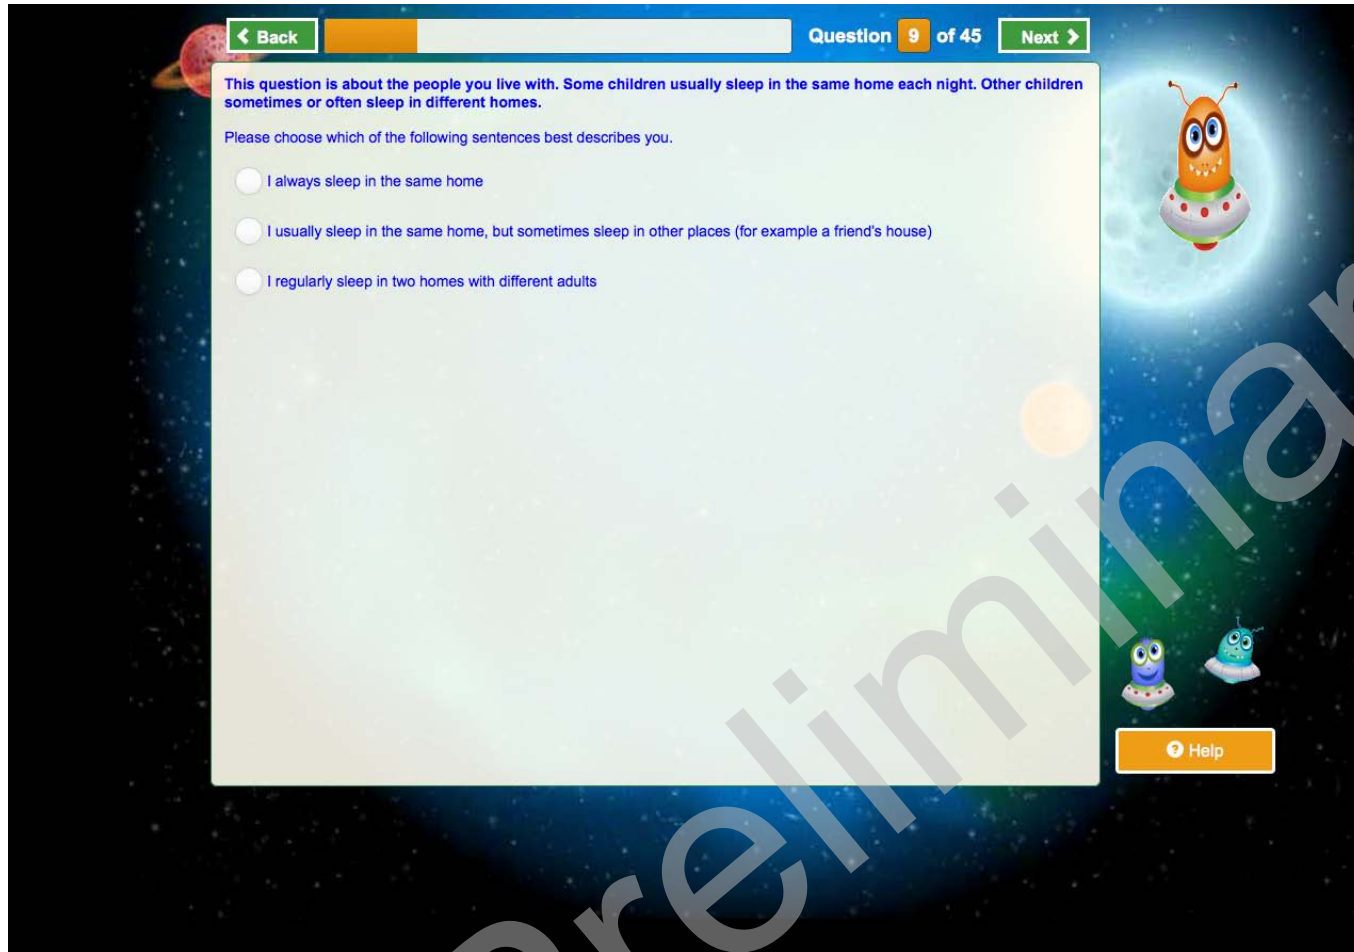 Back
Question 9 of 45
Next
This question is about the people you live with. Some children usually sleep in the same home each night. Other children
sometimes or often sleep in different homes.
Please choose which of the following sentences best describes you.
I always sleep in the same home
I usually sleep in the same home, but sometimes sleep in other places (for example a friend's house)
I regularly sleep in two homes with different adults
Help